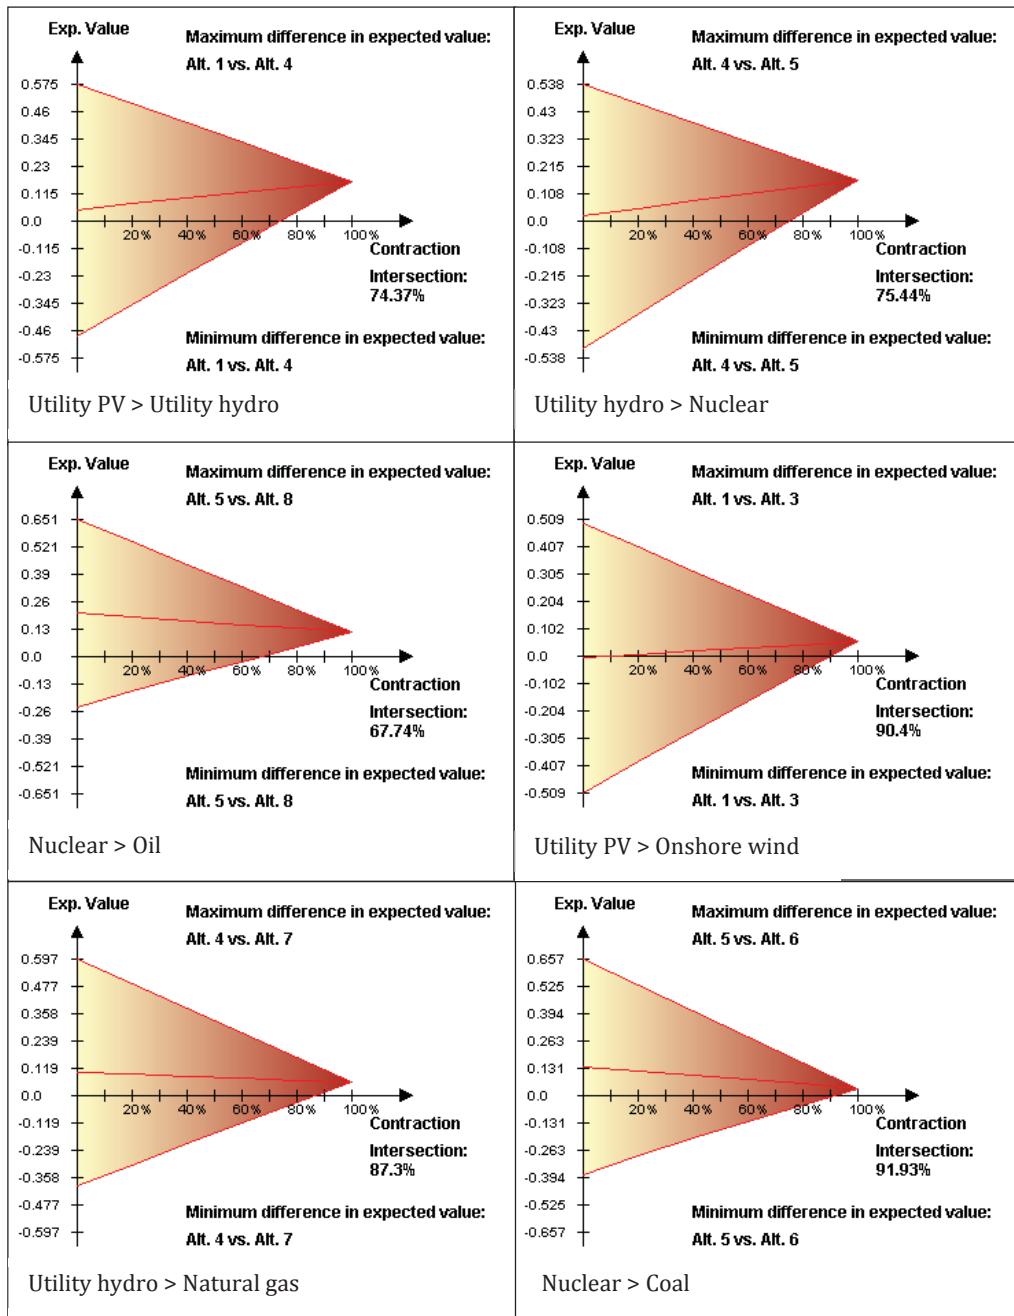 Exp. Value
Maximum difference in expected value:
Alt. 1 vs. Alt. 4
0.575
0.46
0.345
0.23
0.115
0.0
-0.115
-0.23
-0.345
-0.46
-0.575
20% 40% 60% 80% 100%
Contraction
Intersection:
74.37%
Minimum difference in expected value:
Alt. 1 vs. Alt. 4
Utility PV > Utility hydro
Exp. Value
Maximum difference in expected value:
Alt. 4 vs. Alt. 5
0.538
0.43
0.323
0.215
0.108
0.0
-0.108
-0.215
-0.323
-0.43
-0.538
20% 40% 60% 80% 100%
Contraction
Intersection:
75.44%
Minimum difference in expected value:
Alt. 4 vs. Alt. 5
Utility hydro > Nuclear
Exp. Value
Maximum difference in expected value:
Alt. 5 vs. Alt. 8
0.651
0.521
0.39
0.26
0.13
0.0
-0.13
-0.26
-0.39
-0.521
-0.651
20% 40% 60% 80% 100%
Contraction
Intersection:
67.74%
Minimum difference in expected value:
Alt. 5 vs. Alt. 8
Nuclear > Oil
Exp. Value
Maximum difference in expected value:
Alt. 1 vs. Alt. 3
0.509
0.407
0.305
0.204
0.102
0.0
-0.102
-0.204
-0.305
-0.407
-0.509
20% 40% 60% 80% 100%
Contraction
Intersection:
90.4%
Minimum difference in expected value:
Alt. 1 vs. Alt. 3
Utility PV > Onshore wind
Exp. Value
Maximum difference in expected value:
Alt. 4 vs. Alt. 7
0.597
0.477
0.358
0.239
0.119
0.0
-0.119
-0.239
-0.358
-0.477
-0.597
20% 40% 60% 80% 100%
Contraction
Intersection:
87.3%
Minimum difference in expected value:
Alt. 4 vs. Alt. 7
Utility hydro > Natural gas
Exp. Value
Maximum difference in expected value:
Alt. 5 vs. Alt. 6
0.657
0.525
0.394
0.263
0.131
0.0
-0.131
-0.263
-0.394
-0.525
-0.657
20% 40% 60% 80% 100%
Contraction
Intersection:
91.93%
Minimum difference in expected value:
Alt. 5 vs. Alt. 6
Nuclear > Coal